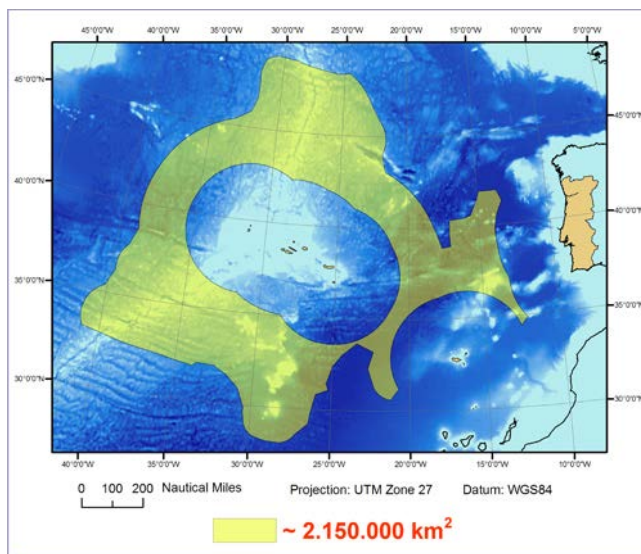 45°0'0"W 40°0'0"W 35°0'0"W 30°0'0"W 25°0'0"W 20°0'0"W 15°0'0"W 10°0'0"W 5°0'0"W
45°0'0"N 45°0'0"N
40°0'0"N 40°0'0"N
35°0'0"N 35°0'0"N
30°0'0"N 30°0'0"N
40°0'0"W 35°0'0"W 30°0'0"W 25°0'0"W 20°0'0"W 15°0'0"W 10°0'0"W
0 100 200 Nautical Miles Projection: UTM Zone 27 Datum: WGS84
~ 2.150.000 km²